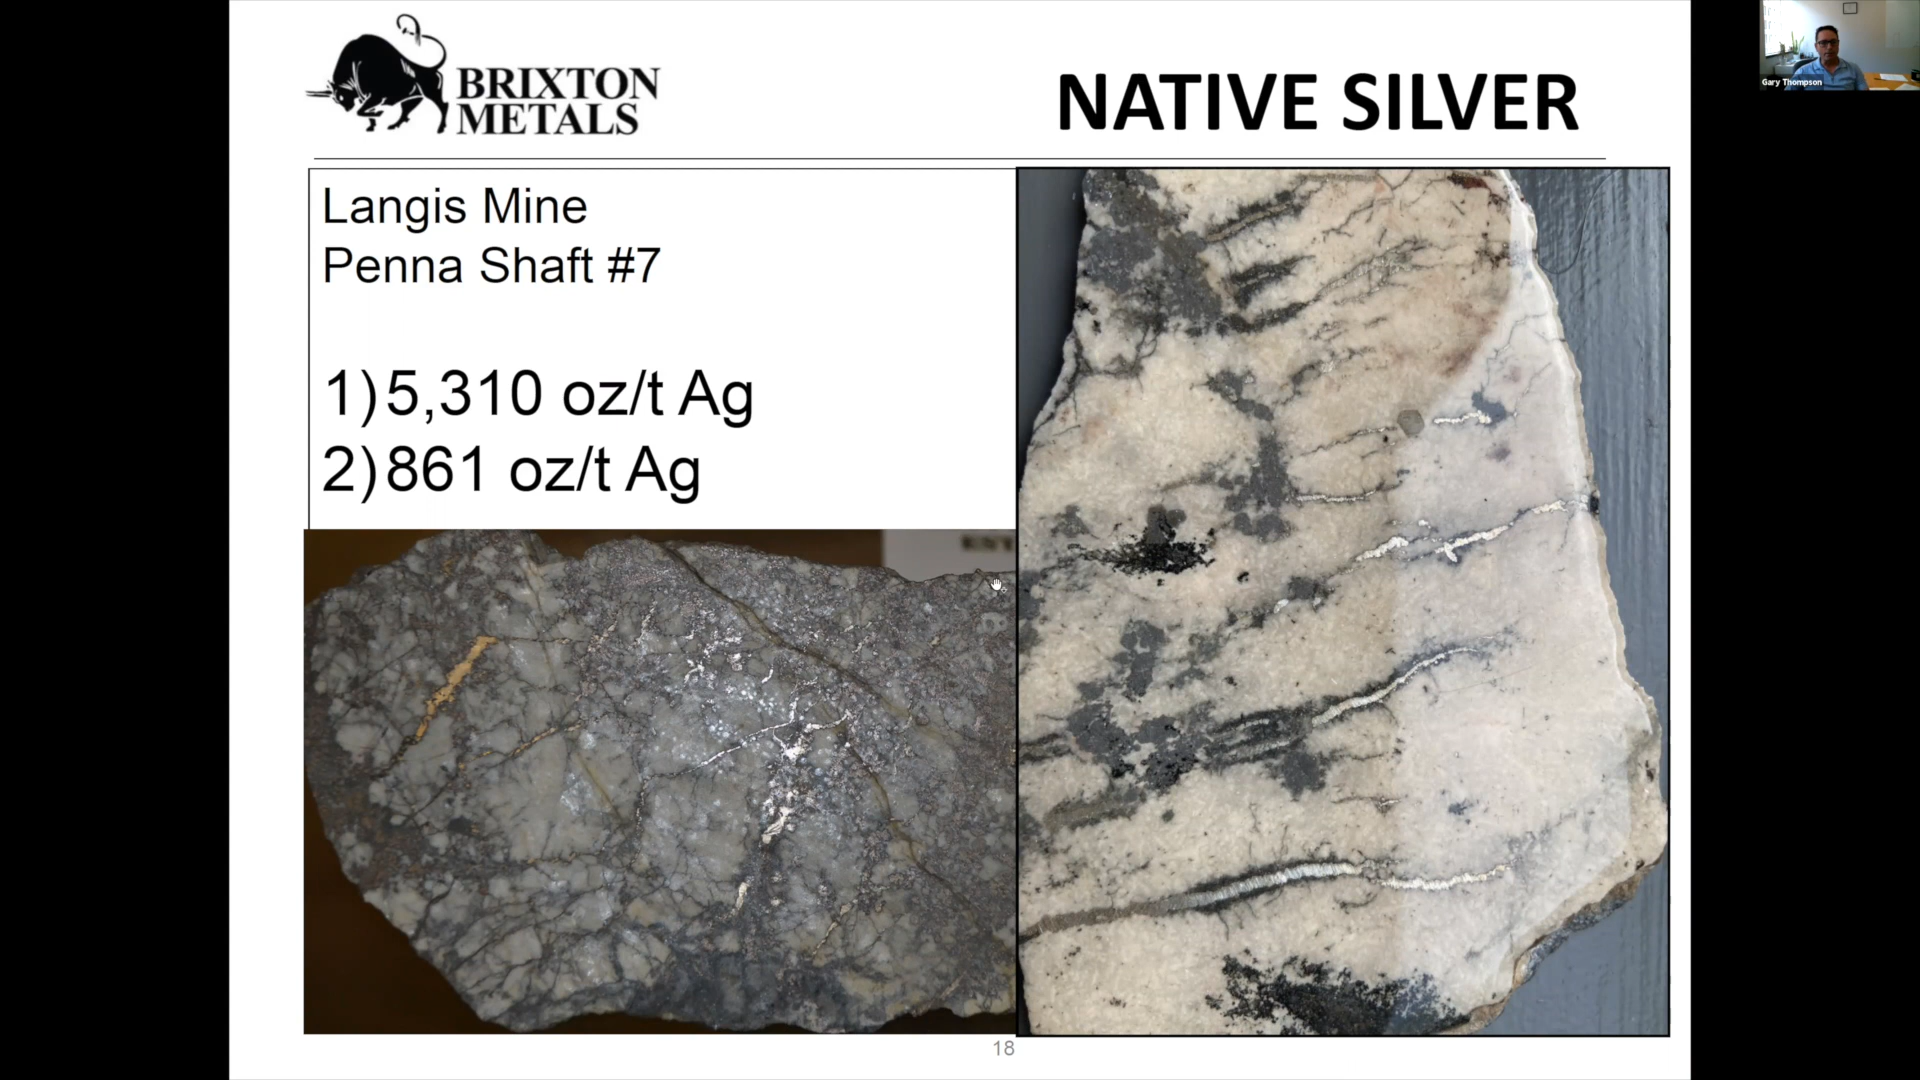 BRIXTON
METALS
NATIVE SILVER
Gary Thompson
Langis Mine
Penna Shaft #7
1) 5,310 oz/t Ag
2) 861 oz/t Ag
18